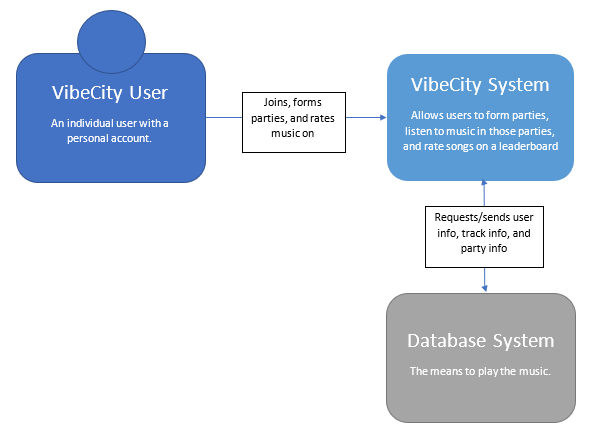 VibeCity User
An individual user with a
personal account.
Joins, forms
parties, and rates
music on
VibeCity System
Allows users to form parties,
listen to music in those parties,
and rate songs on a leaderboard
Requests/sends user
info, track info, and
party info
Database System
The means to play the music.